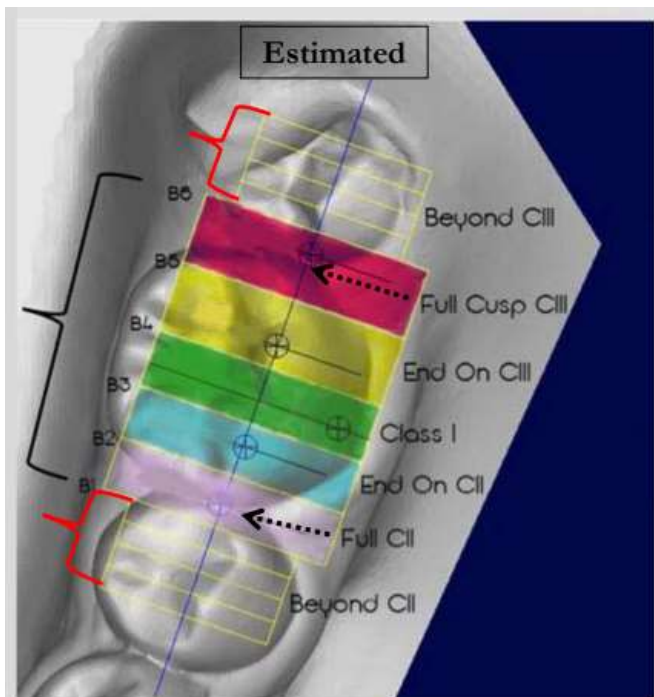 Estimated
B6
Beyond CIII
B5
Full Cusp CIII
B4
End On CIII
B3
Class I
B2
End On CII
B1
Full CII
Beyond CII